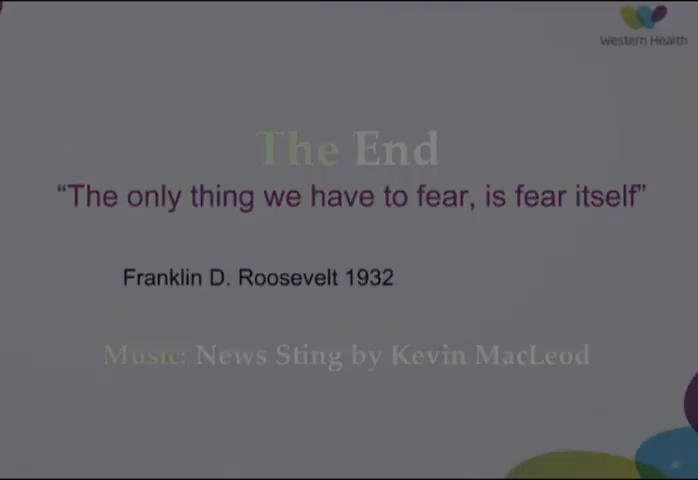 Western Health
The End
“The only thing we have to fear, is fear itself”
Franklin D. Roosevelt 1932
Music: News Sting by Kevin MacLeod